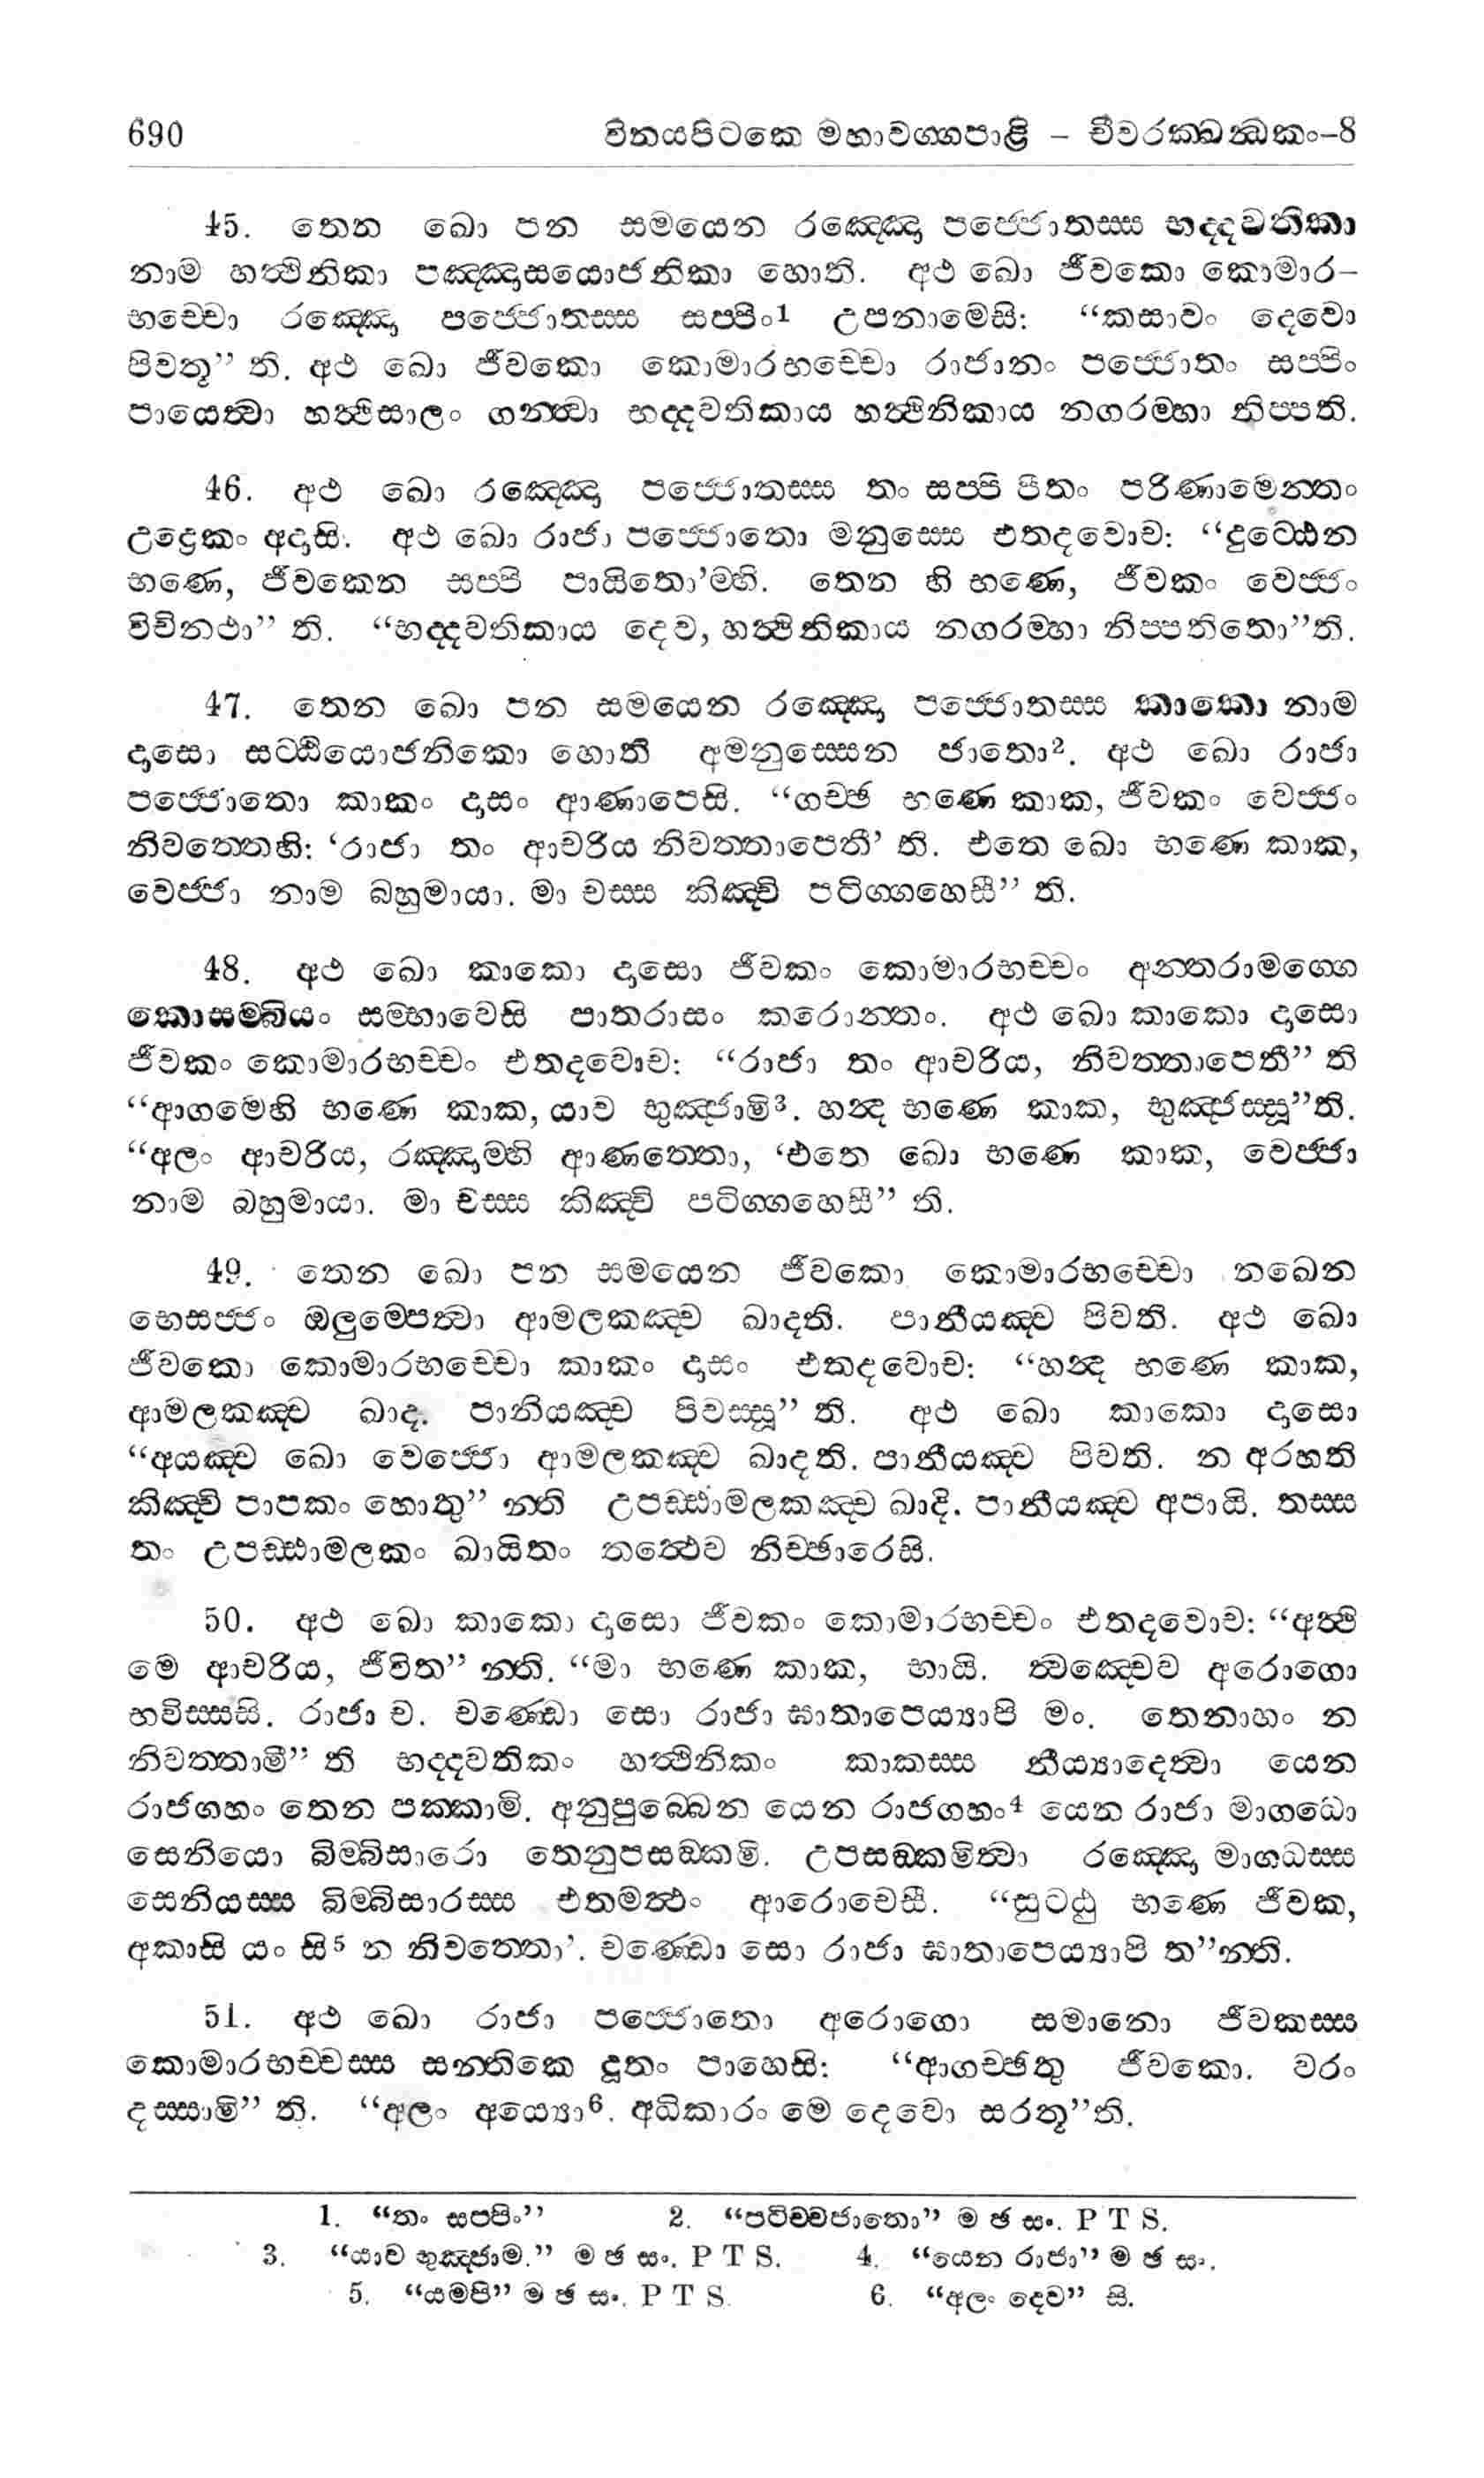 690 විනයපිටකෙ මහාවග්ගපාළි – චීවරක්ඛන්ධකං–8
45. තෙන ඛො පන සමයෙන රඤ්ඤො පජ්ජොතස්ස භද්දවතිකා
නාම හත්ථිනිකා පඤ්ඤාසයොජනිකා හොති. අථ ඛො ජීවකො කොමාර–
භච්චො රඤ්ඤො පජ්ජොතස්ස සප්පිං1 උපනාමෙසි: “කසාවං දෙවො
පිවතූ” ති. අථ ඛො ජීවකො කොමාරභච්චො රාජානං පජ්ජොතං සප්පිං
පායෙත්වා හත්ථිසාලං ගන්ත්වා භද්දවතිකාය හත්ථිනිකාය නගරම්හා නිප්පති.
46. අථ ඛො රඤ්ඤො පජ්ජොතස්ස තං සප්පි පීතං පරිණාමෙන්තං
උද්රෙකං අදාසි. අථ ඛො රාජා පජ්ජොතො මනුස්සෙ එතදවොච: “දුට්ඨෙන
භණෙ, ජීවකෙන සප්පි පායිතො’ම්හි. තෙන හි භණෙ, ජීවකං වෙජ්ජං
විචිනථා” ති. “භද්දවතිකාය දෙව, හත්ථිනිකාය නගරම්හා නිප්පතිතො”ති.
47. තෙන ඛො පන සමයෙන රඤ්ඤො පජ්ජොතස්ස කාකො නාම
දාසො සට්ඨියොජනිකො හොති අමනුස්සෙන ජාතො2. අථ ඛො රාජා
පජ්ජොතො කාකං දාසං ආණාපෙසි. “ගච්ඡ භණෙ කාක, ජීවකං වෙජ්ජං
නිවත්තෙහි: ‘රාජා තං ආචරිය නිවත්තාපෙතී’ ති. එතෙ ඛො භණෙ කාක,
වෙජ්ජා නාම බහුමායා. මා චස්ස කිඤ්චි පටිග්ගහෙසී” ති.
48. අථ ඛො කාකො දාසො ජීවකං කොමාරභච්චං අන්තරාමග්ගෙ
කොසම්බියං සම්භාවෙසි පාතරාසං කරොන්තං. අථ ඛො කාකො දාසො
ජීවකං කොමාරභච්චං එතදවොච: “රාජා තං ආචරිය, නිවත්තාපෙතී” ති
“ආගමෙහි භණෙ කාක, යාව භුඤ්ජාමි3. හන්ද භණෙ කාක, භුඤ්ජස්සූ”ති.
“අලං ආචරිය, රඤ්ඤාම්හි ආණත්තො, ‘එතෙ ඛො භණෙ කාක, වෙජ්ජා
නාම බහුමායා. මා චස්ස කිඤ්චි පටිග්ගහෙසී” ති.
49. තෙන ඛො පන සමයෙන ජීවකො කොමාරභච්චො නඛෙන
භෙසජ්ජං ඔලුම්පෙත්වා ආමලකඤ්ච ඛාදති. පානීයඤ්ච පිවති. අථ ඛො
ජීවකො කොමාරභච්චො කාකං දාසං එතදවොච: “හන්ද භණෙ කාක,
ආමලකඤ්ච ඛාද. පානියඤ්ච පිවස්සූ” ති. අථ ඛො කාකො දාසො
“අයඤ්ච ඛො වෙජ්ජො ආමලකඤ්ච ඛාදති. පානීයඤ්ච පිවති. න අරහති
කිඤ්චි පාපකං හොතු” න්ති උපඩ්ඪාමලකඤ්ච ඛාදි. පානීයඤ්ච අපායි. තස්ස
තං උපඩ්ඪාමලකං ඛායිතං තත්ථෙව නිච්ඡාරෙසි.
50. අථ ඛො කාකො දාසො ජීවකං කොමාරභච්චං එතදවොච: “අත්ථි
මෙ ආචරිය, ජීවිත” න්ති. “මා භණෙ කාක, භායි. ත්වඤ්චෙව අරොගො
භවිස්සසි. රාජා ච. චණ්ඩො සො රාජා ඝාතාපෙය්‍යාපි මං. තෙනාහං න
නිවත්තාමී” ති භද්දවතිකං හත්ථිනිකං කාකස්ස නීය්‍යාදෙත්වා යෙන
රාජගහං තෙන පක්කාමි. අනුපුබ්බෙන යෙන රාජගහං4 යෙන රාජා මාගධො
සෙනියො බිම්බිසාරො තෙනුපසඞ්කමි. උපසඞ්කමිත්වා රඤ්ඤො මාගධස්ස
සෙනියස්ස බිම්බිසාරස්ස එතමත්ථං ආරොචෙසී. “සුට්ඨු භණෙ ජීවක,
අකාසි යං සි5 න නිවත්තො’. චණ්ඩො සො රාජා ඝාතාපෙය්‍යාපි ත”න්ති.
51. අථ ඛො රාජා පජ්ජොතො අරොගො සමානො ජීවකස්ස
කොමාරභච්චස්ස සන්තිකෙ දූතං පාහෙසි: “ආගච්ඡතු ජීවකො. වරං
දස්සාමි” ති. “අලං අය්‍යො6. අධිකාරං මෙ දෙවො සරතූ”ති.
1. “තං සප්පිං” 2. “පටිච්චජාතො” ම ඡ සං. P T S.
3. “යාව භුඤ්ජාම.” ම ඡ සං. P T S. 4. “යෙන රාජා” ම ඡ සං.
5. “යම්පි” ම ඡ සං. P T S. 6. “අලං දෙව” සි.